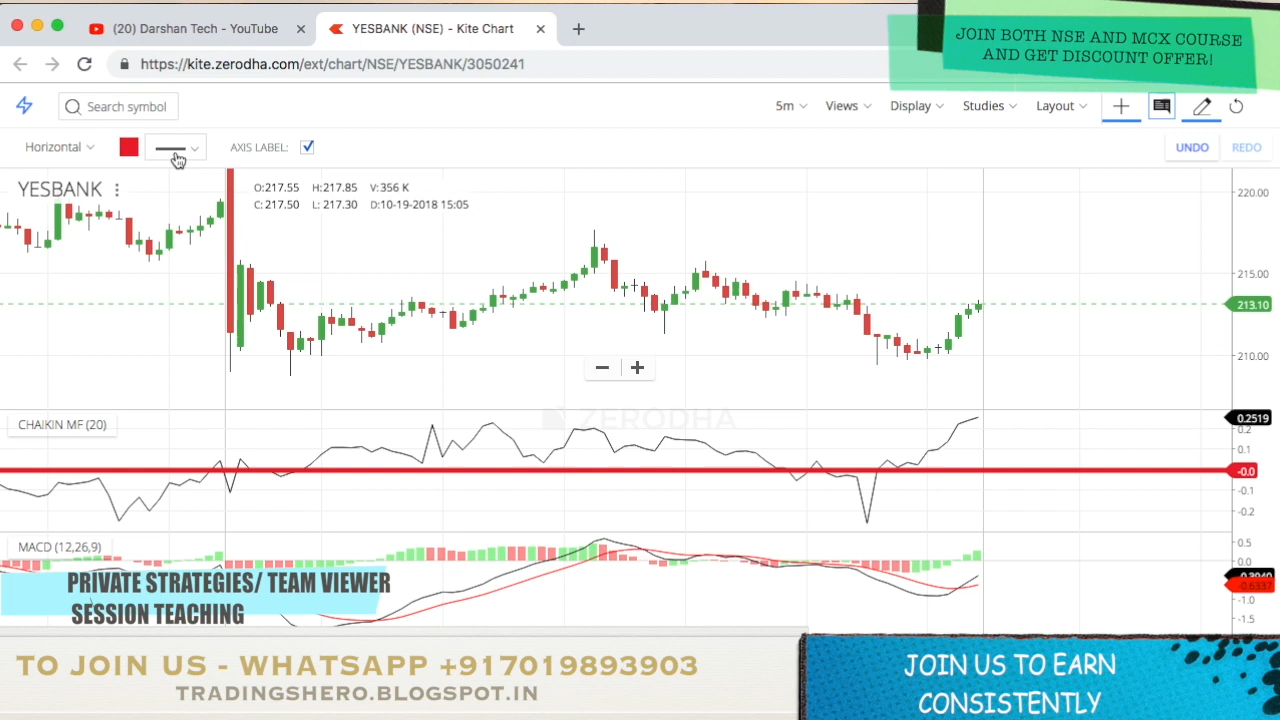 (20) Darshan Tech - YouTube
YESBANK (NSE) - Kite Chart
JOIN BOTH NSE AND MCX COURSE
AND GET DISCOUNT OFFER!
https://kite.zerodha.com/ext/chart/NSE/YESBANK/3050241
Search symbol
5m
Views
Display
Studies
Layout
Horizontal
AXIS LABEL:
UNDO
REDO
YESBANK
O:217.55 H:217.85 V:356 K
C:217.50 L:217.30 D:10-19-2018 15:05
220.00
215.00
213.10
210.00
ZERODHA
CHAIKIN MF (20)
0.2519
0.2
0.1
-0.0
-0.1
-0.2
MACD (12,26,9)
0.5
0.0
-0.6337
-1.0
-1.5
PRIVATE STRATEGIES/ TEAM VIEWER
SESSION TEACHING
TO JOIN US - WHATSAPP +917019893903
TRADINGSHERO.BLOGSPOT.IN
JOIN US TO EARN
CONSISTENTLY